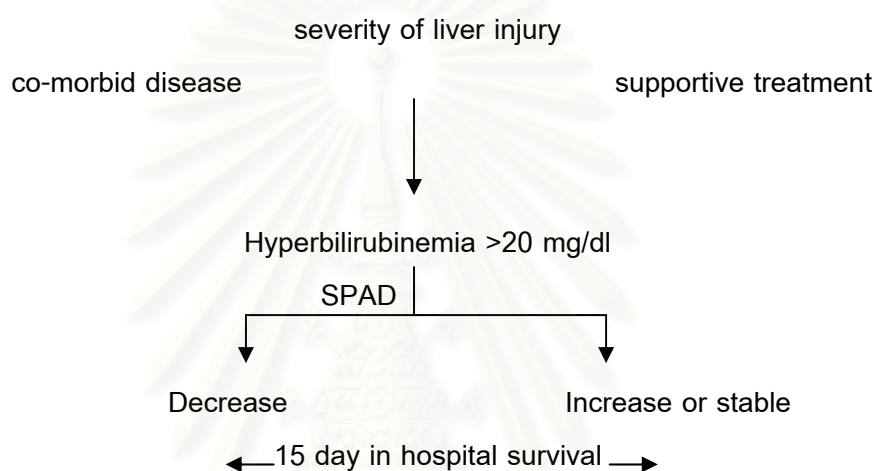 severity of liver injury
co-morbid disease supportive treatment
Hyperbilirubinemia >20 mg/dl
SPAD
Decrease Increase or stable
15 day in hospital survival